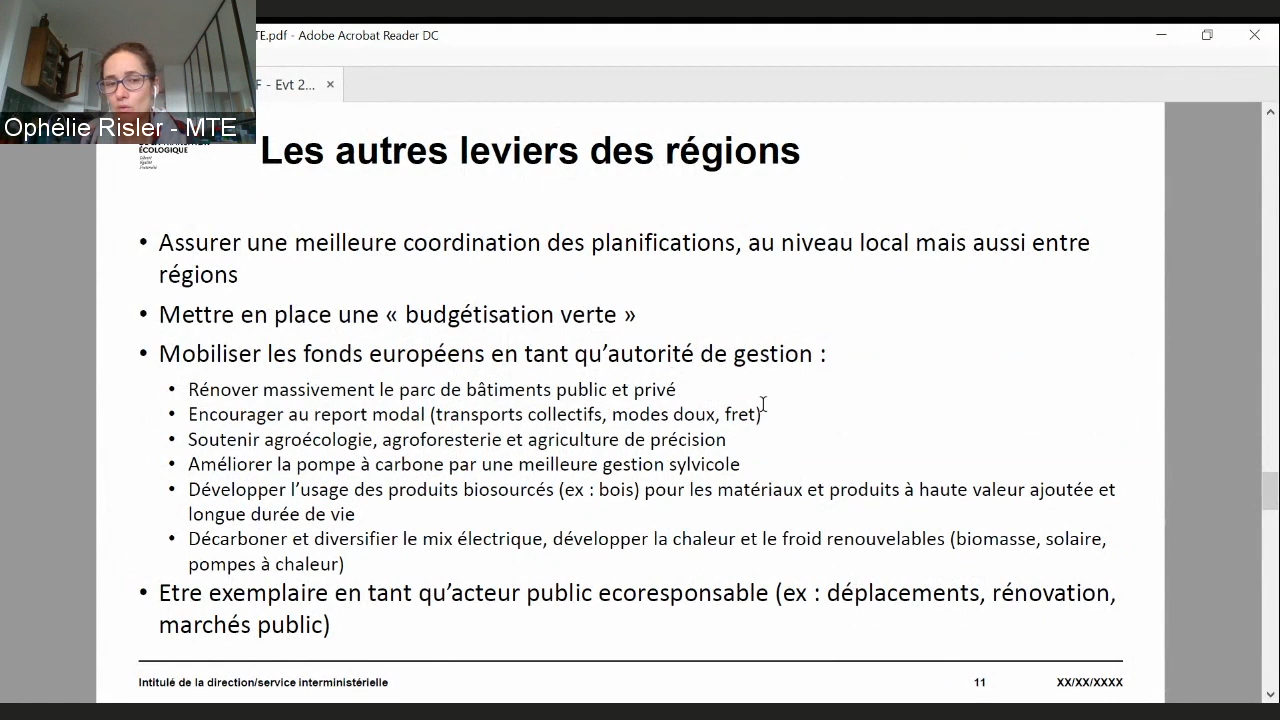 TE.pdf - Adobe Acrobat Reader DC
F - Evt 2...
Ophélie Risler - MTE
ÉCOLOGIQUE
Liberté
Égalité
Fraternité
Les autres leviers des régions
• Assurer une meilleure coordination des planifications, au niveau local mais aussi entre
régions
• Mettre en place une « budgétisation verte »
• Mobiliser les fonds européens en tant qu’autorité de gestion :
• Rénover massivement le parc de bâtiments public et privé
• Encourager au report modal (transports collectifs, modes doux, fret)
• Soutenir agroécologie, agroforesterie et agriculture de précision
• Améliorer la pompe à carbone par une meilleure gestion sylvicole
• Développer l’usage des produits biosourcés (ex : bois) pour les matériaux et produits à haute valeur ajoutée et
longue durée de vie
• Décarboner et diversifier le mix électrique, développer la chaleur et le froid renouvelables (biomasse, solaire,
pompes à chaleur)
• Etre exemplaire en tant qu’acteur public ecoresponsable (ex : déplacements, rénovation,
marchés public)
Intitulé de la direction/service interministérielle
11
XX/XX/XXXX